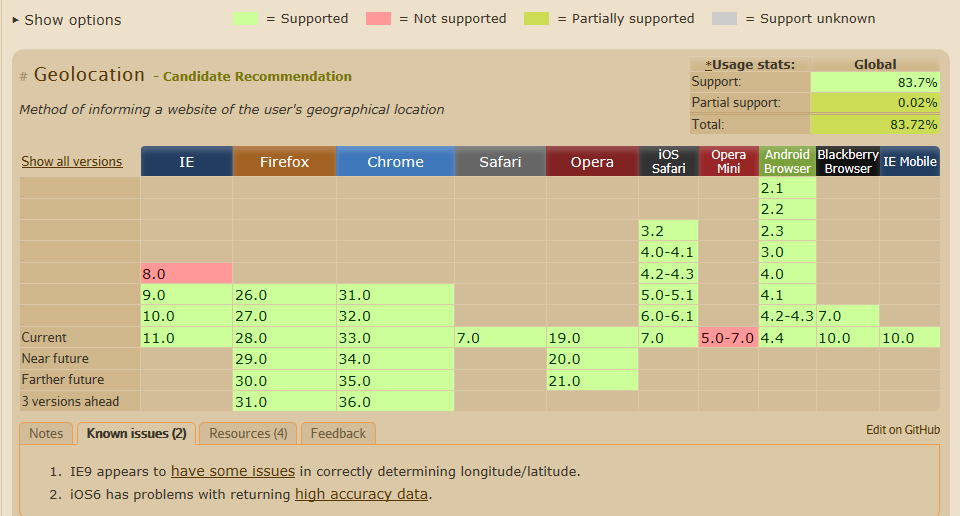 ▸ Show options = Supported = Not supported = Partially supported = Support unknown
# Geolocation - Candidate Recommendation
*Usage stats: Global
Support: 83.7%
Method of informing a website of the user's geographical location
Partial support: 0.02%
Total: 83.72%
Show all versions IE Firefox Chrome Safari Opera iOS Safari Opera Mini Android Browser Blackberry Browser IE Mobile
2.1
2.2
3.2 2.3
4.0-4.1 3.0
8.0 4.2-4.3 4.0
9.0 26.0 31.0 5.0-5.1 4.1
10.0 27.0 32.0 6.0-6.1 4.2-4.3 7.0
Current 11.0 28.0 33.0 7.0 19.0 7.0 5.0-7.0 4.4 10.0 10.0
Near future 29.0 34.0 20.0
Farther future 30.0 35.0 21.0
3 versions ahead 31.0 36.0
Notes Known issues (2) Resources (4) Feedback Edit on GitHub
1. IE9 appears to have some issues in correctly determining longitude/latitude.
2. iOS6 has problems with returning high accuracy data.